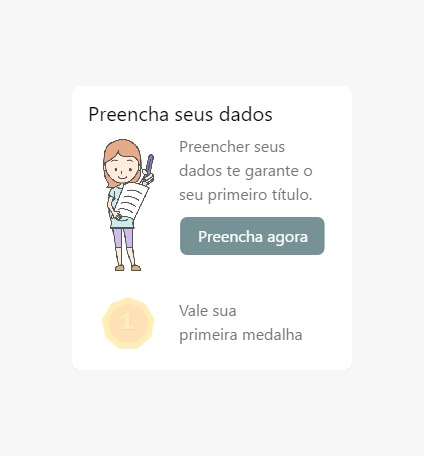 Preencha seus dados
Preencher seus
dados te garante o
seu primeiro título.
Preencha agora
1
Vale sua
primeira medalha